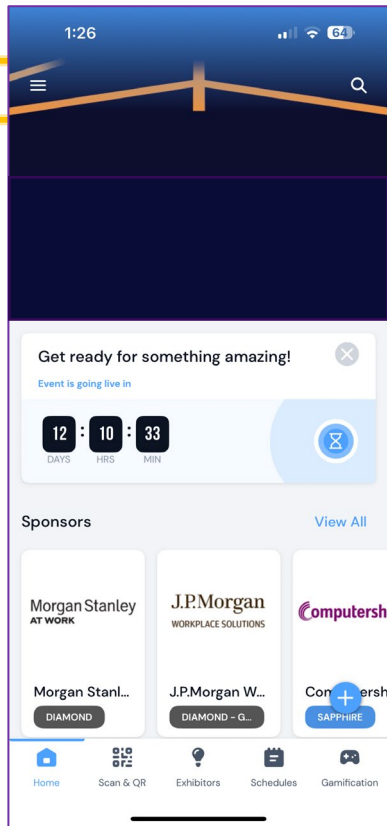 1:26
64
Get ready for something amazing!
Event is going live in
12 : 10 : 33
DAYS HRS MIN
Sponsors View All
Morgan Stanley
AT WORK
J.P.Morgan
WORKPLACE SOLUTIONS
Computersh
Morgan Stanl...
J.P.Morgan W...
DIAMOND
DIAMOND - G...
SAPPHIRE
Home Scan & QR Exhibitors Schedules Gamification